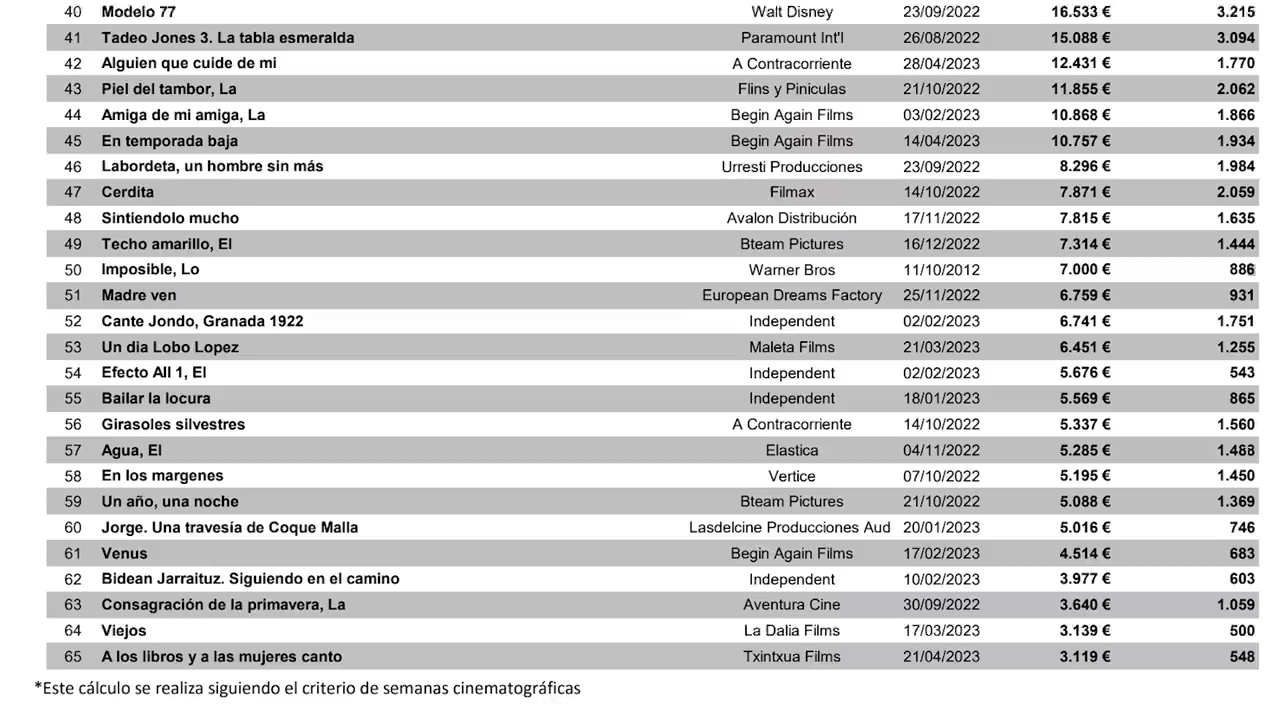 40 Modelo 77 Walt Disney 23/09/2022 16.533 € 3.215
41 Tadeo Jones 3. La tabla esmeralda Paramount Int'l 26/08/2022 15.088 € 3.094
42 Alguien que cuide de mi A Contracorriente 28/04/2023 12.431 € 1.770
43 Piel del tambor, La Flins y Piniculas 21/10/2022 11.855 € 2.062
44 Amiga de mi amiga, La Begin Again Films 03/02/2023 10.868 € 1.866
45 En temporada baja Begin Again Films 14/04/2023 10.757 € 1.934
46 Labordeta, un hombre sin más Urresti Producciones 23/09/2022 8.296 € 1.984
47 Cerdita Filmax 14/10/2022 7.871 € 2.059
48 Sintiendolo mucho Avalon Distribución 17/11/2022 7.815 € 1.635
49 Techo amarillo, El Bteam Pictures 16/12/2022 7.314 € 1.444
50 Imposible, Lo Warner Bros 11/10/2012 7.000 € 886
51 Madre ven European Dreams Factory 25/11/2022 6.759 € 931
52 Cante Jondo, Granada 1922 Independent 02/02/2023 6.741 € 1.751
53 Un dia Lobo Lopez Maleta Films 21/03/2023 6.451 € 1.255
54 Efecto All 1, El Independent 02/02/2023 5.676 € 543
55 Bailar la locura Independent 18/01/2023 5.569 € 865
56 Girasoles silvestres A Contracorriente 14/10/2022 5.337 € 1.560
57 Agua, El Elastica 04/11/2022 5.285 € 1.488
58 En los margenes Vertice 07/10/2022 5.195 € 1.450
59 Un año, una noche Bteam Pictures 21/10/2022 5.088 € 1.369
60 Jorge. Una travesía de Coque Malla Lasdelcine Producciones Aud 20/01/2023 5.016 € 746
61 Venus Begin Again Films 17/02/2023 4.514 € 683
62 Bidean Jarraituz. Siguiendo en el camino Independent 10/02/2023 3.977 € 603
63 Consagración de la primavera, La Aventura Cine 30/09/2022 3.640 € 1.059
64 Viejos La Dalia Films 17/03/2023 3.139 € 500
65 A los libros y a las mujeres canto Txintxua Films 21/04/2023 3.119 € 548
*Este cálculo se realiza siguiendo el criterio de semanas cinematográficas